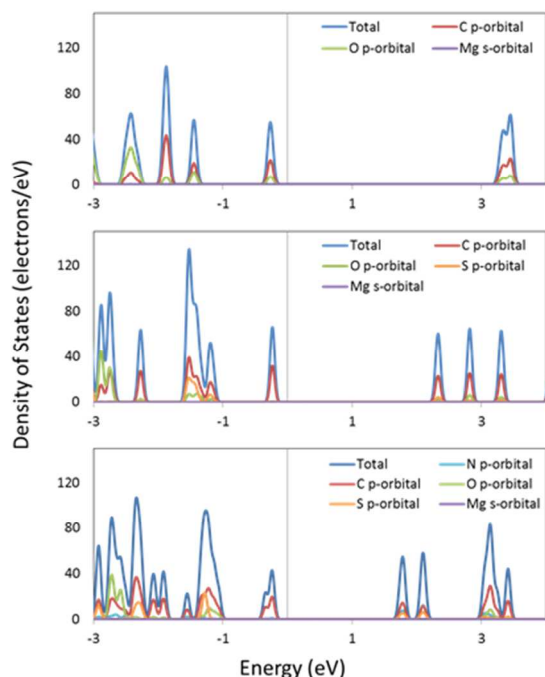 Density of States (electrons/eV)
120
80
40
0
Total C p-orbital
O p-orbital Mg s-orbital
-3 -1 1 3
120
80
40
0
Total C p-orbital
O p-orbital S p-orbital
Mg s-orbital
-3 -1 1 3
120
80
40
0
Total N p-orbital
C p-orbital O p-orbital
S p-orbital Mg s-orbital
-3 -1 1 3
Energy (eV)